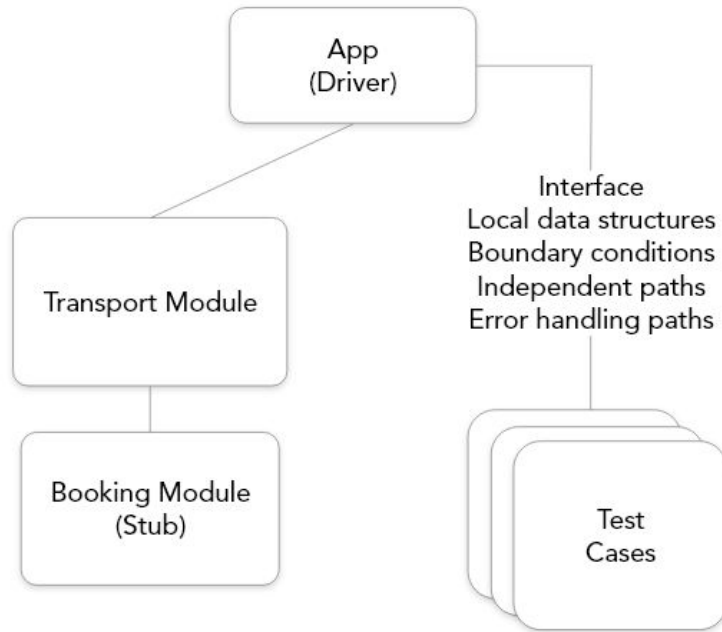 App
(Driver)
Interface
Local data structures
Boundary conditions
Independent paths
Error handling paths
Transport Module
Booking Module
(Stub)
Test
Cases